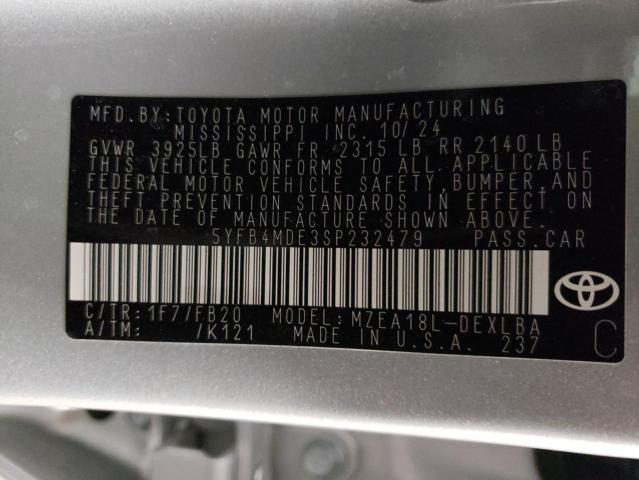 MFD.BY:TOYOTA MOTOR MANUFACTURING
MISSISSIPPI INC. 10/24
GVWR 3925LB GAWR FR. 2315 LB RR 2140 LB
THIS VEHICLE CONFORMS TO ALL APPLICABLE
FEDERAL MOTOR VEHICLE SAFETY,BUMPER,AND
THEFT PREVENTION STANDARDS IN EFFECT ON
THE DATE OF MANUFACTURE SHOWN ABOVE.
5YFB4MDE3SP232479 PASS.CAR
C/TR:1F7/FB20 MODEL:MZEA18L-DEXLBA
A/TM: /K121 MADE IN U.S.A. 237
C